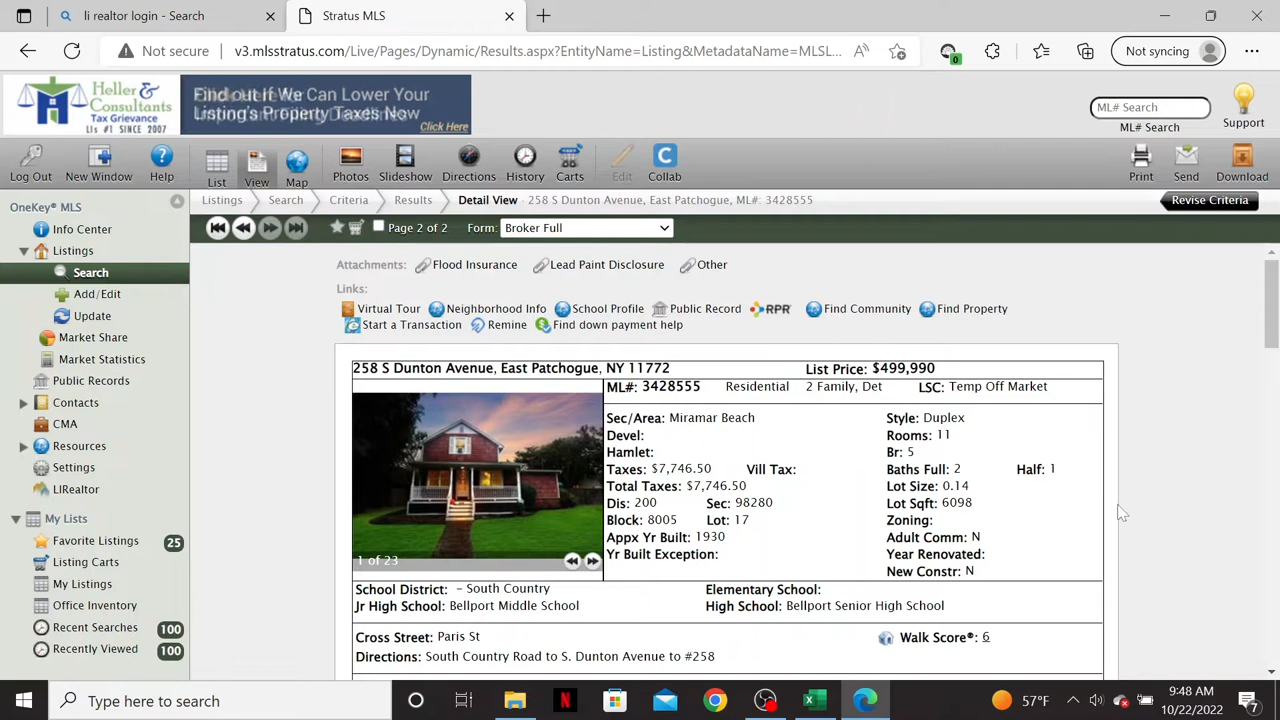 li realtor login - Search
Stratus MLS
Not secure
v3.mlsstratus.com/Live/Pages/Dynamic/Results.aspx?EntityName=Listing&MetadataName=MLSL...
0
Not syncing
Heller &
Consultants
Tax Grievance
LIs #1 SINCE 2007
Find out if We Can Lower Your
Listing's Property Taxes Now
Click Here
ML# Search
ML# Search
Support
Log Out
New Window
Help
List
View
Map
Photos
Slideshow
Directions
History
Carts
Edit
Collab
Print
Send
Download
OneKey® MLS
Listings
Search
Criteria
Results
Detail View - 258 S Dunton Avenue, East Patchogue, ML#: 3428555
Revise Criteria
Page 2 of 2
Form: Broker Full
Info Center
Listings
Search
Add/Edit
Update
Market Share
Market Statistics
Public Records
Contacts
CMA
Resources
Settings
LIRealtor
My Lists
Favorite Listings 25
Listing Carts
My Listings
Office Inventory
Recent Searches 100
Recently Viewed 100
Attachments: Flood Insurance Lead Paint Disclosure Other
Links:
Virtual Tour Neighborhood Info School Profile Public Record RPR Find Community Find Property
Start a Transaction Remine Find down payment help
258 S Dunton Avenue, East Patchogue, NY 11772 List Price: $499,990
ML#: 3428555 Residential 2 Family, Det LSC: Temp Off Market
Sec/Area: Miramar Beach Style: Duplex
Devel: Rooms: 11
Hamlet: Br: 5
Taxes: $7,746.50 Vill Tax: Baths Full: 2 Half: 1
Total Taxes: $7,746.50 Lot Size: 0.14
Dis: 200 Sec: 98280 Lot Sqft: 6098
Block: 8005 Lot: 17 Zoning:
Appx Yr Built: 1930 Adult Comm: N
Yr Built Exception: Year Renovated:
New Constr: N
1 of 23
School District: - South Country Elementary School:
Jr High School: Bellport Middle School High School: Bellport Senior High School
Cross Street: Paris St Walk Score®: 6
Directions: South Country Road to S. Dunton Avenue to #258
Type here to search
57°F
9:48 AM
10/22/2022
7